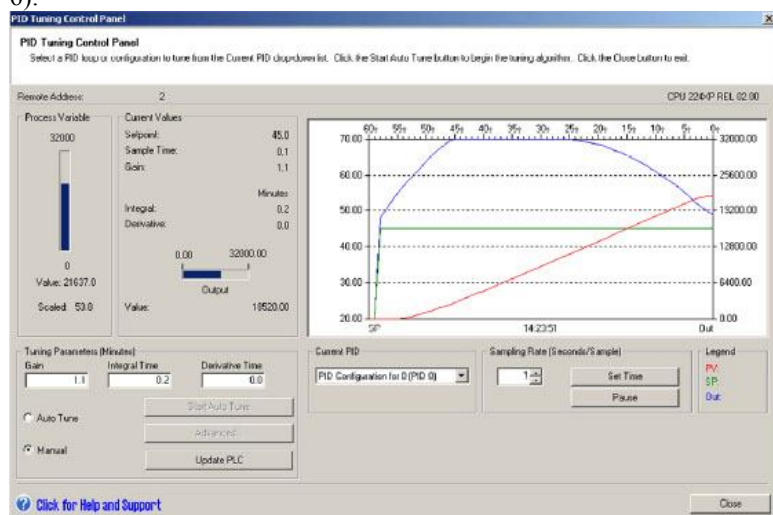 6).
PID Tuning Control Panel
PID Tuning Control Panel
Select a PID loop or configuration to tune from the Current PID drop-down list. Click the Start Auto Tune button to begin the tuning algorithm. Click the Close button to exit.
Remote Address: 2 CPU 224XP REL 02.00
Process Variable
32000
0
Value: 21637.0
Scaled: 53.8
Current Values
Setpoint: 45.0
Sample Time: 0.1
Gain: 1.1
Minutes
Integral: 0.2
Derivative: 0.0
0.00 32000.00
Output
Value: 18520.00
60s 55s 50s 45s 40s 35s 30s 25s 20s 15s 10s 5s 0s
70.00 32000.00
60.00 25600.00
50.00 19200.00
40.00 12800.00
30.00 6400.00
20.00 0.00
SP 14:23:51 Out
Tuning Parameters (Minutes)
Gain Integral Time Derivative Time
1.1 0.2 0.0
Auto Tune
Start Auto Tune
Advanced...
Manual
Update PLC
Current PID
PID Configuration for 0 (PID 0)
Sampling Rate (Seconds/Sample)
1
Set Time
Pause
Legend
PV:
SP:
Out:
Click for Help and Support
Close